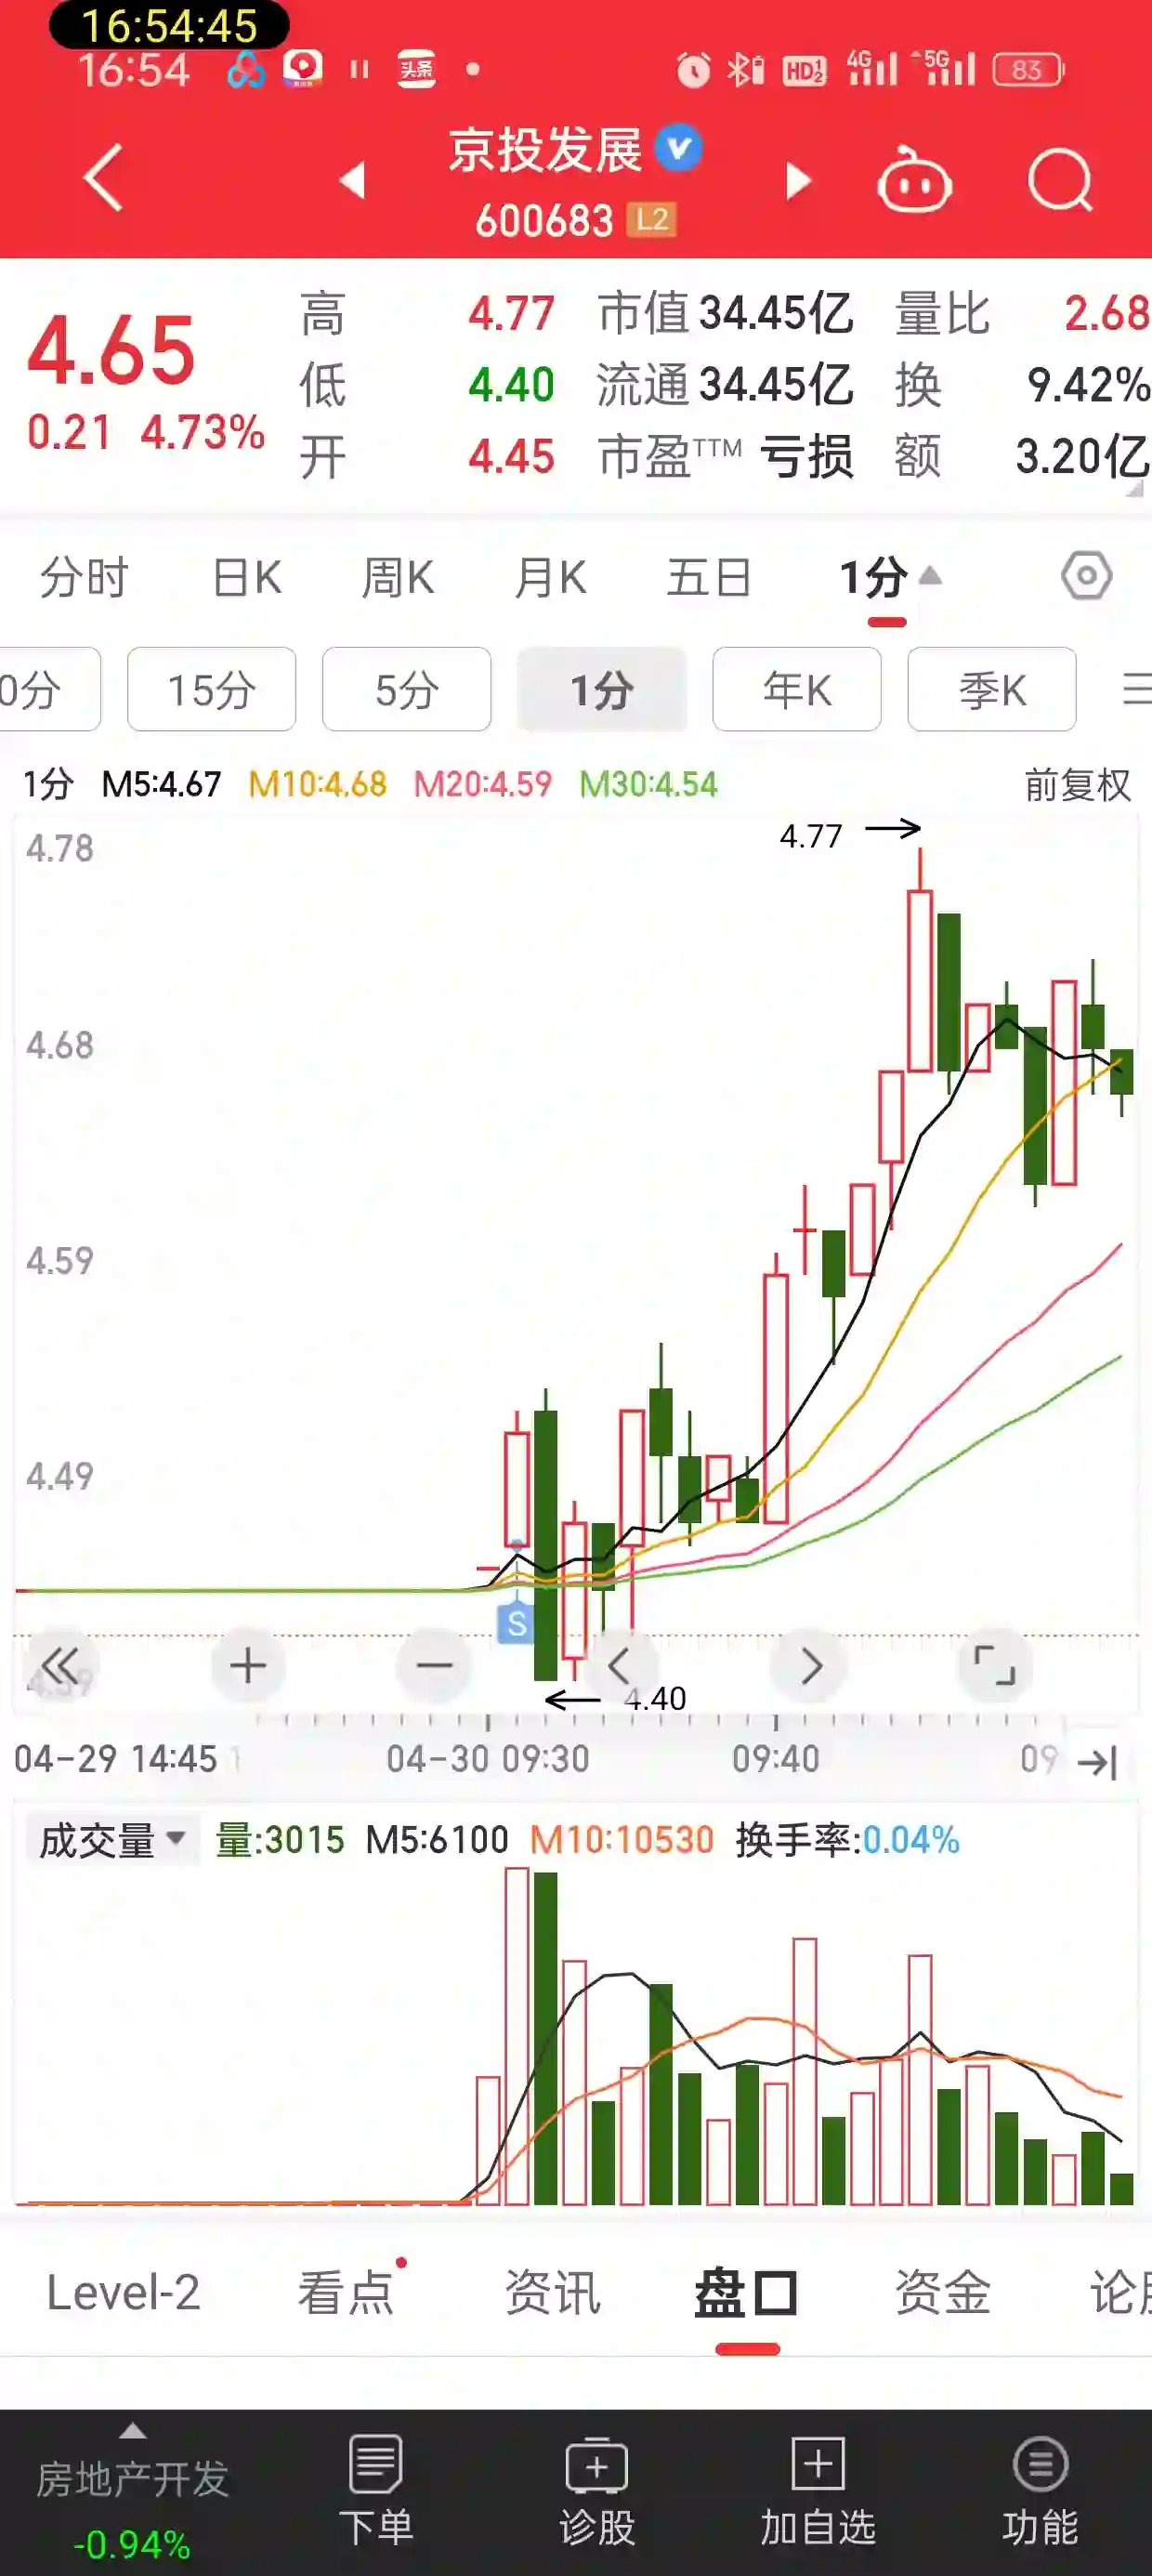 16:54:45
16:54 头条 HD 4G 5G 83
京投发展
600683 L2
4.65
0.21 4.73%
高 4.77 市值 34.45亿 量比 2.68
低 4.40 流通 34.45亿 换 9.42%
开 4.45 市盈TTM 亏损 额 3.20亿
分时 日K 周K 月K 五日 1分
0分 15分 5分 1分 年K 季K
1分 M5:4.67 M10:4.68 M20:4.59 M30:4.54 前复权
4.78
4.77
4.68
4.59
4.49
S
4.40
04-29 14:45 04-30 09:30 09:40 09
成交量 量:3015 M5:6100 M10:10530 换手率:0.04%
Level-2 看点 资讯 盘口 资金 论
房地产开发
-0.94%
下单 诊股 加自选 功能